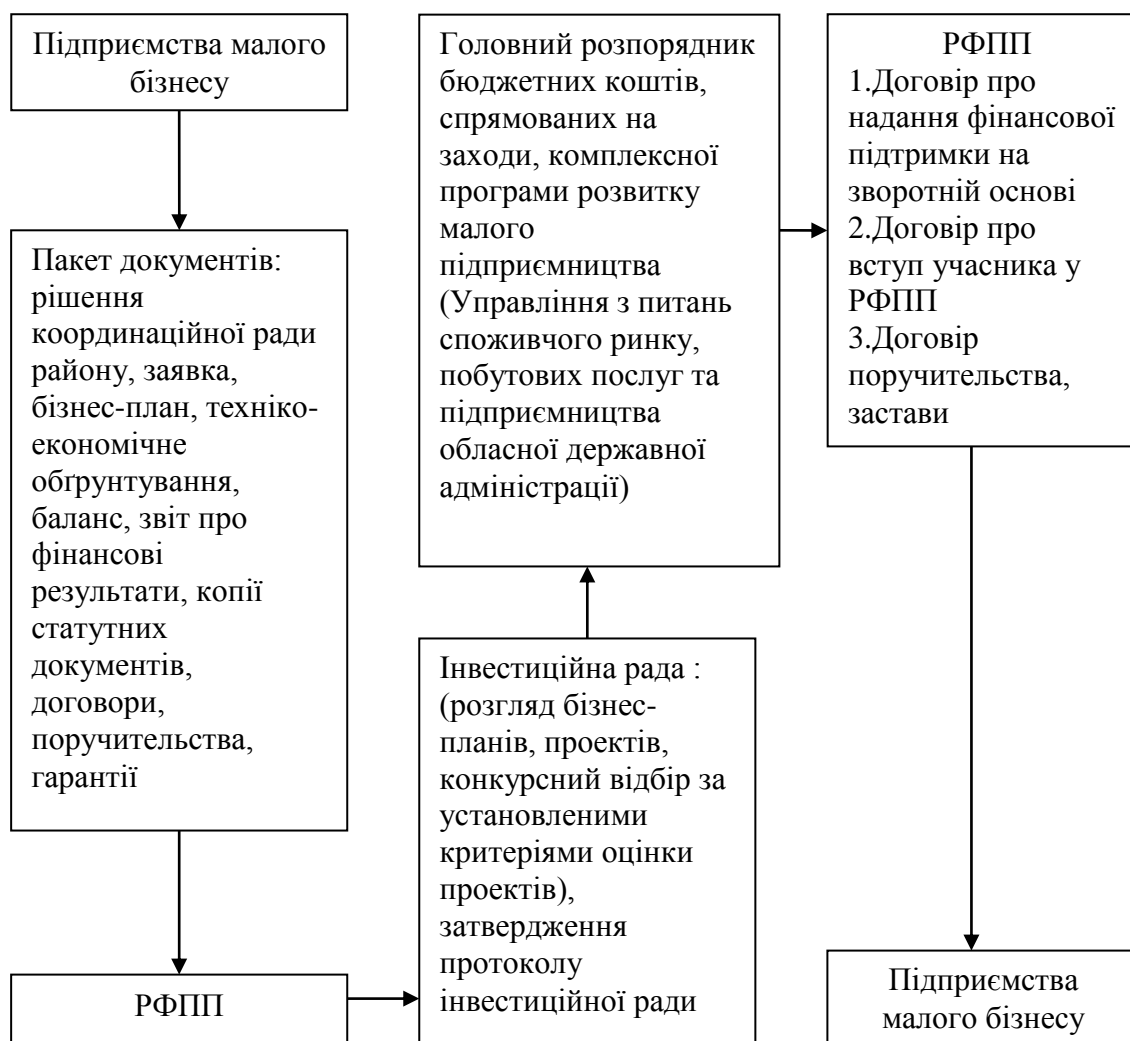 Підприємства малого
бізнесу
Пакет документів:
рішення
координаційної ради
району, заявка,
бізнес-план, техніко-
економічне
обґрунтування,
баланс, звіт про
фінансові
результати, копії
статутних
документів,
договори,
поручительства,
гарантії
РФПП
Інвестиційна рада :
(розгляд бізнес-
планів, проектів,
конкурсний відбір за
установленими
критеріями оцінки
проектів),
затвердження
протоколу
інвестиційної ради
Головний розпорядник
бюджетних коштів,
спрямованих на
заходи, комплексної
програми розвитку
малого
підприємництва
(Управління з питань
споживчого ринку,
побутових послуг та
підприємництва
обласної державної
адміністрації)
РФПП
1.Договір про
надання фінансової
підтримки на
зворотній основі
2.Договір про
вступ учасника у
РФПП
3.Договір
поручительства,
застави
Підприємства
малого бізнесу